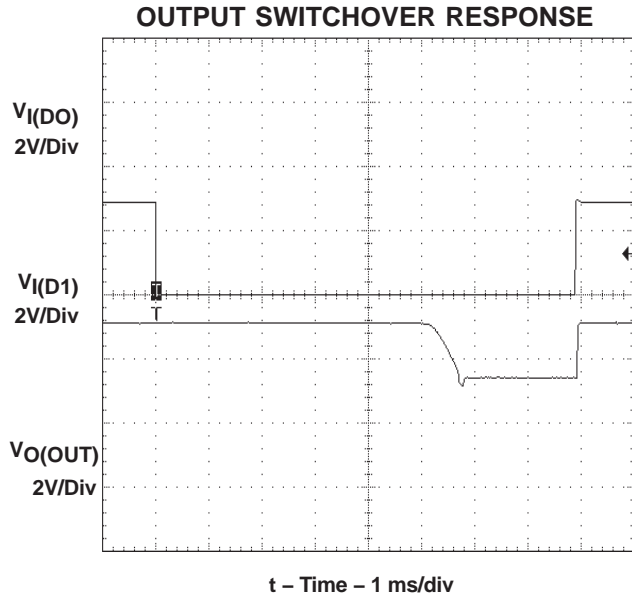 OUTPUT SWITCHOVER RESPONSE
VI(DO)
2V/Div
VI(D1)
2V/Div
T
T
VO(OUT)
2V/Div
t – Time – 1 ms/div